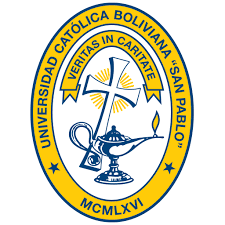 UNIVERSIDAD CATÓLICA BOLIVIANA "SAN PABLO"
VERITAS IN CARITATE
MCMLXVI